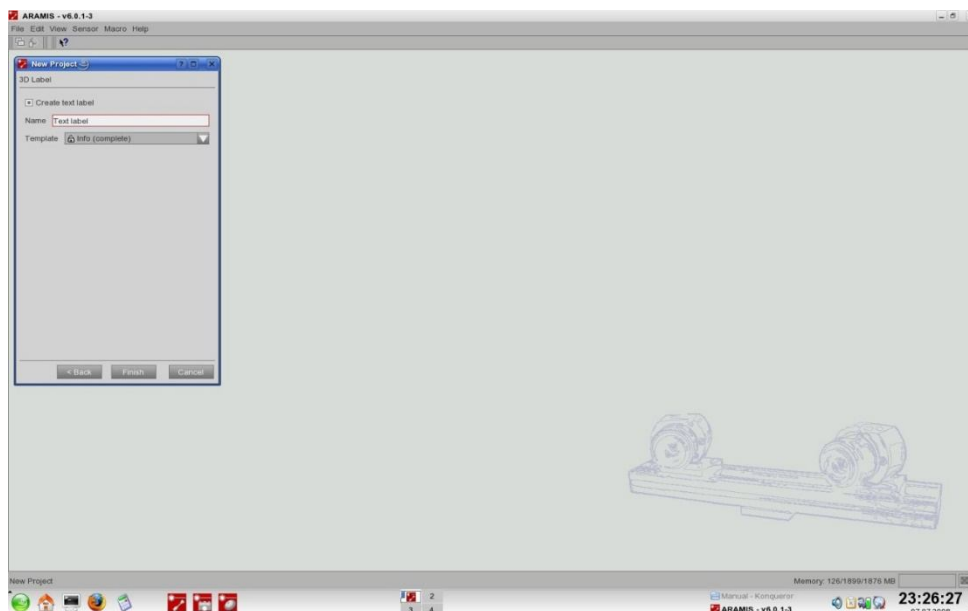 ARAMIS - v6.0.1-3
File Edit View Sensor Macro Help
New Project
3D Label
Create text label
Name Text label
Template Info (complete)
< Back Finish Cancel
New Project
Memory: 126/1899/1876 MB
2
3 4
Manual - Konqueror
ARAMIS - v6.0.1-3
23:26:27